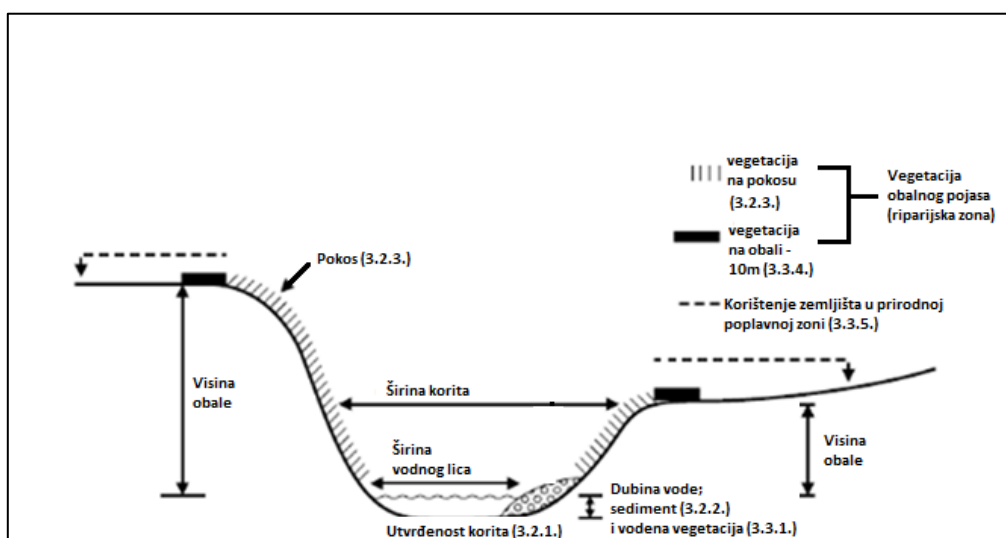 vegetacija
na pokosu
(3.2.3.)
Vegetacija
obalnog pojasa
(riparijska zona)
vegetacija
na obali -
10m (3.3.4.)
Pokos (3.2.3.)
Korištenje zemljišta u prirodnoj
poplavnoj zoni (3.3.5.)
Visina
obale
Širina korita
Širina
vodnog lica
Visina
obale
Dubina vode;
sediment (3.2.2.)
i vodena vegetacija (3.3.1.)
Utvrđenost korita (3.2.1.)